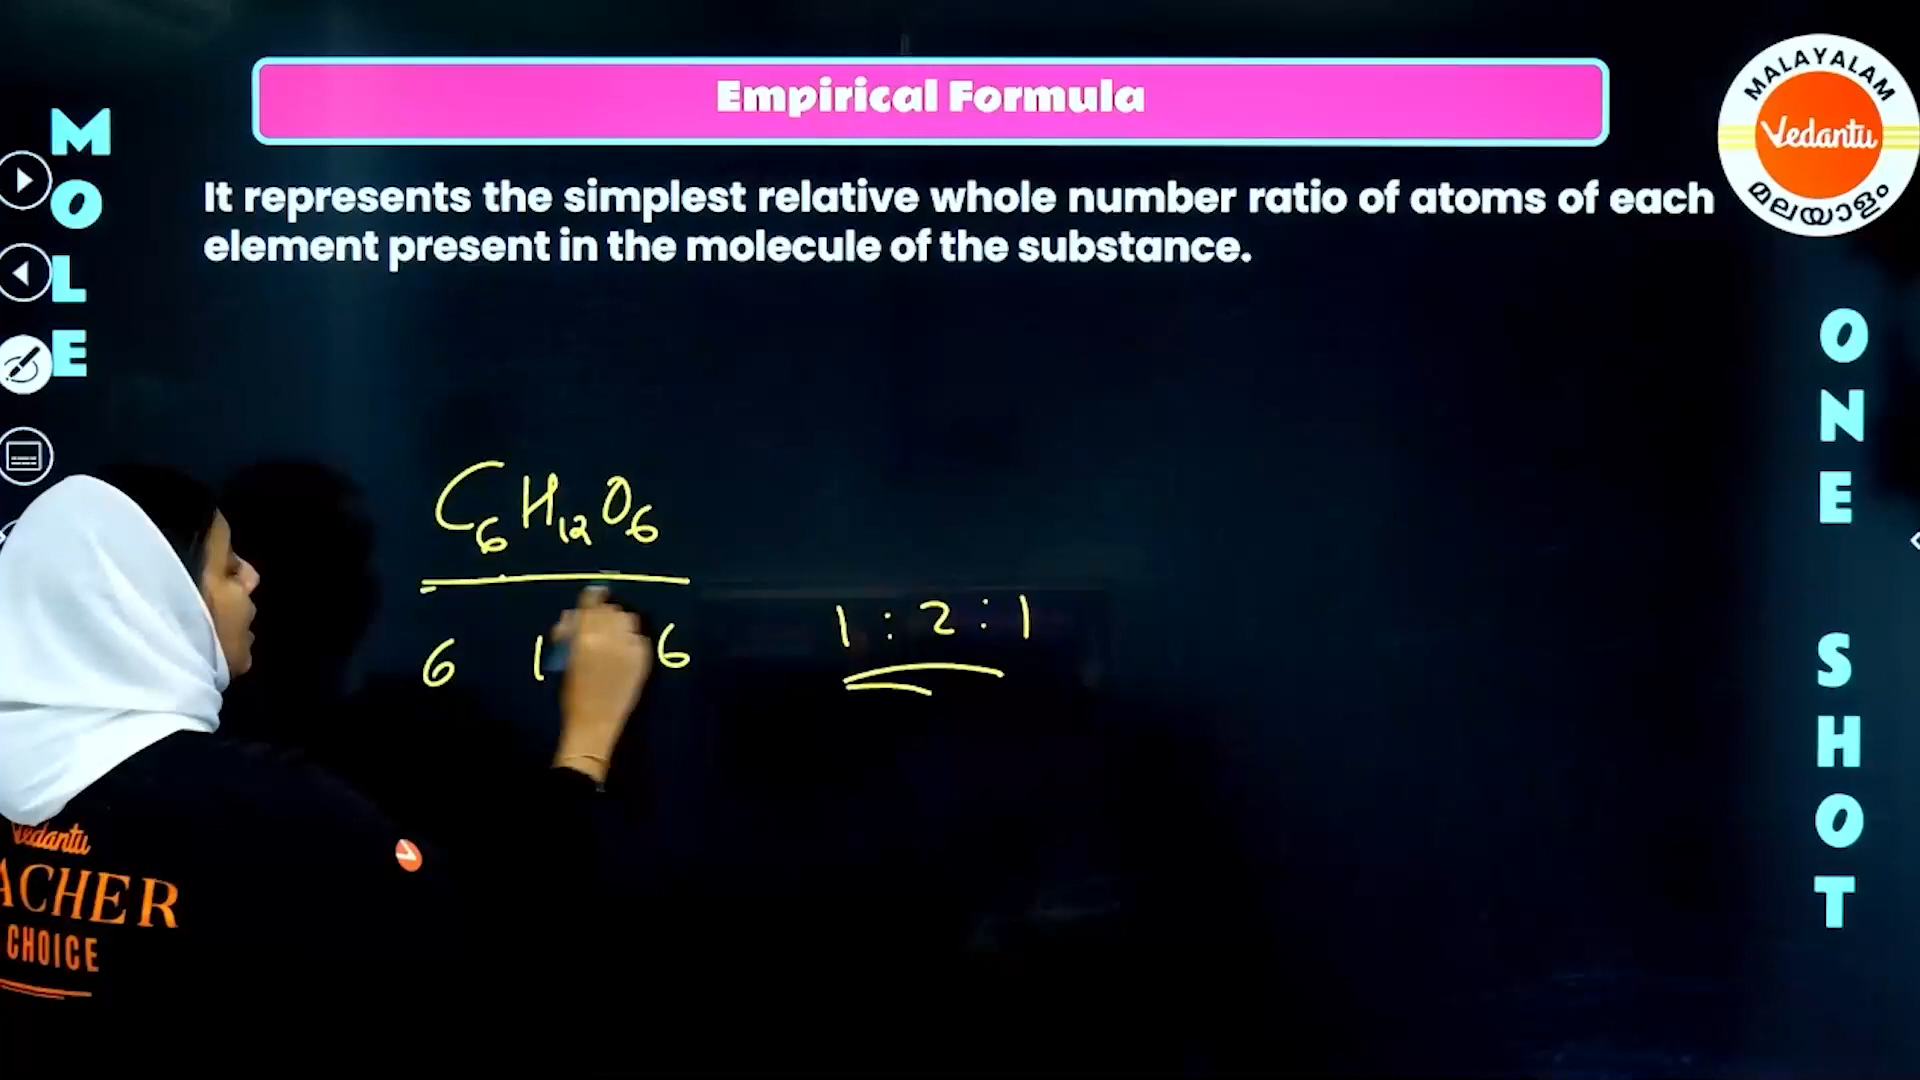 Empirical Formula
It represents the simplest relative whole number ratio of atoms of each
element present in the molecule of the substance.
MOLE
ONE
SHOT
MALAYALAM
Vedantu
മലയാളം
C₆H₁₂O₆
6 1 6
1 : 2 : 1
Vedantu
ACHER
CHOICE